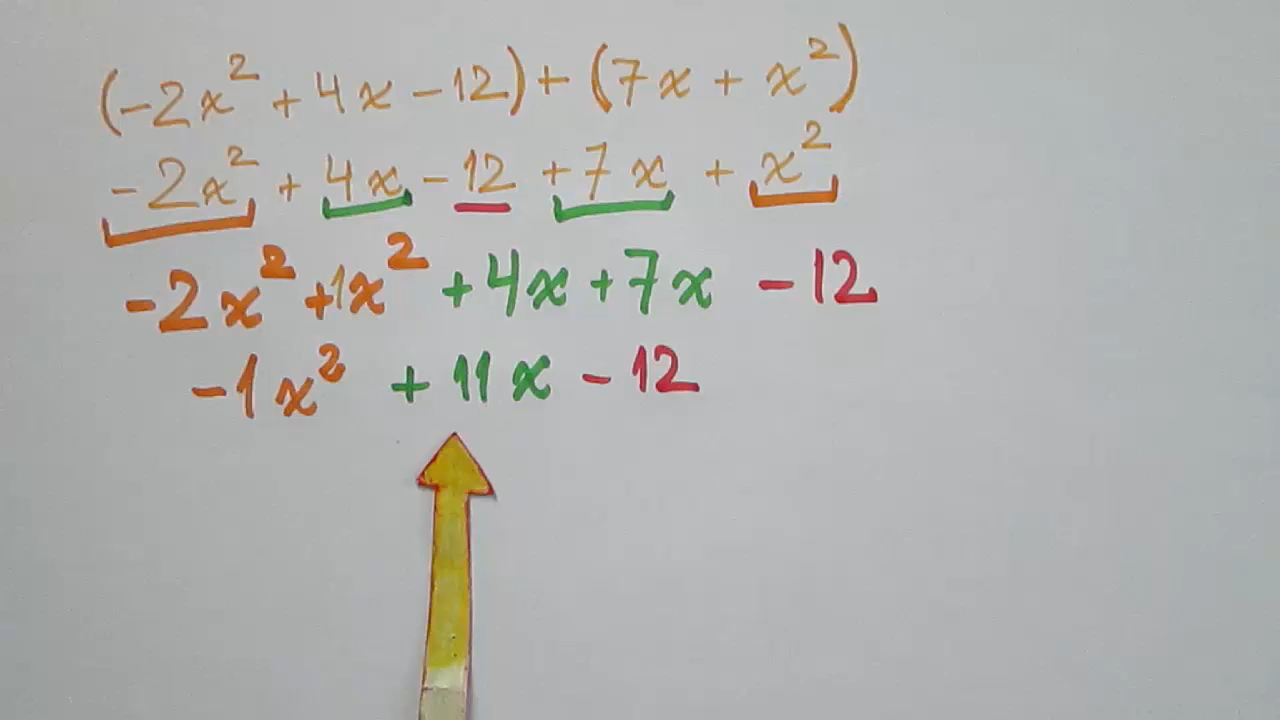 (-2x² + 4x - 12) + (7x + x²)
-2x² + 4x - 12 + 7x + x²
-2x² + 1x² + 4x + 7x - 12
-1x² + 11x - 12